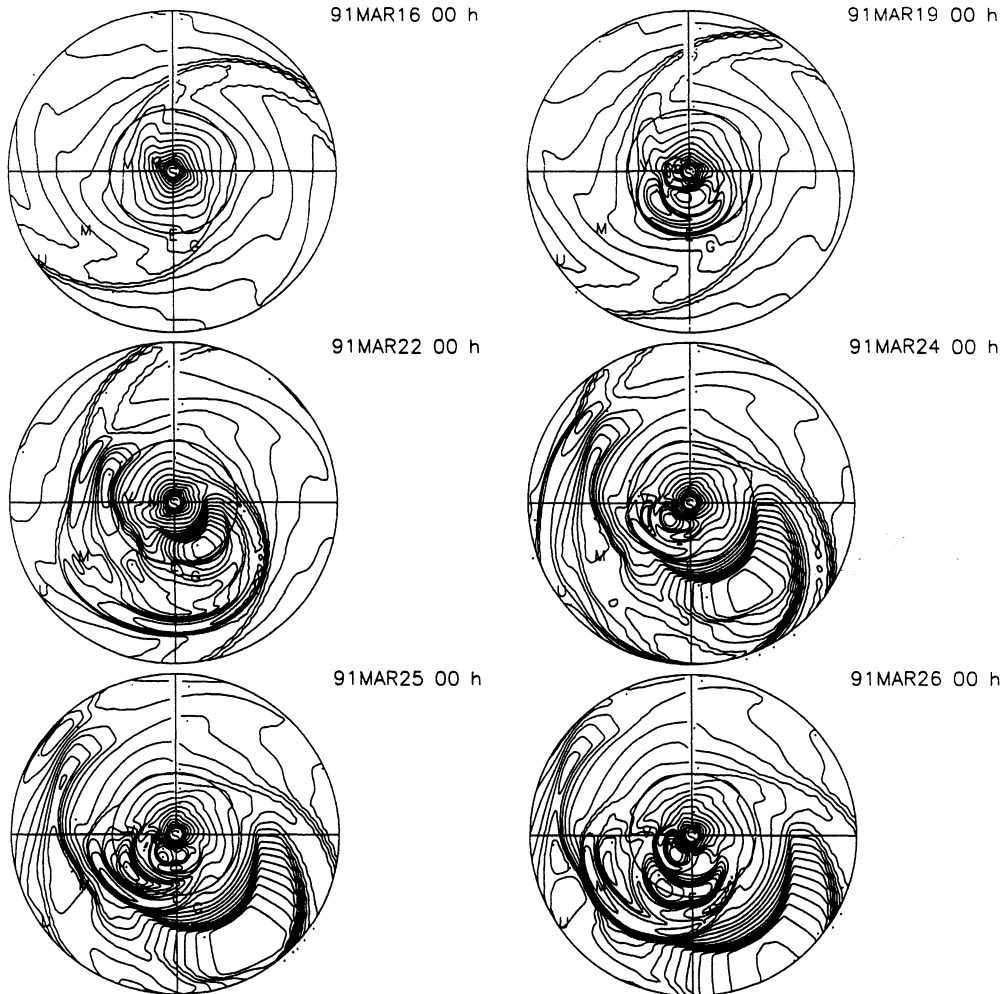 91MAR16 00 h
91MAR19 00 h
V
M
E
G
U
M
E
G
U
91MAR22 00 h
91MAR24 00 h
V
M
G
U
M
U
91MAR25 00 h
91MAR26 00 h
G
U
M
U